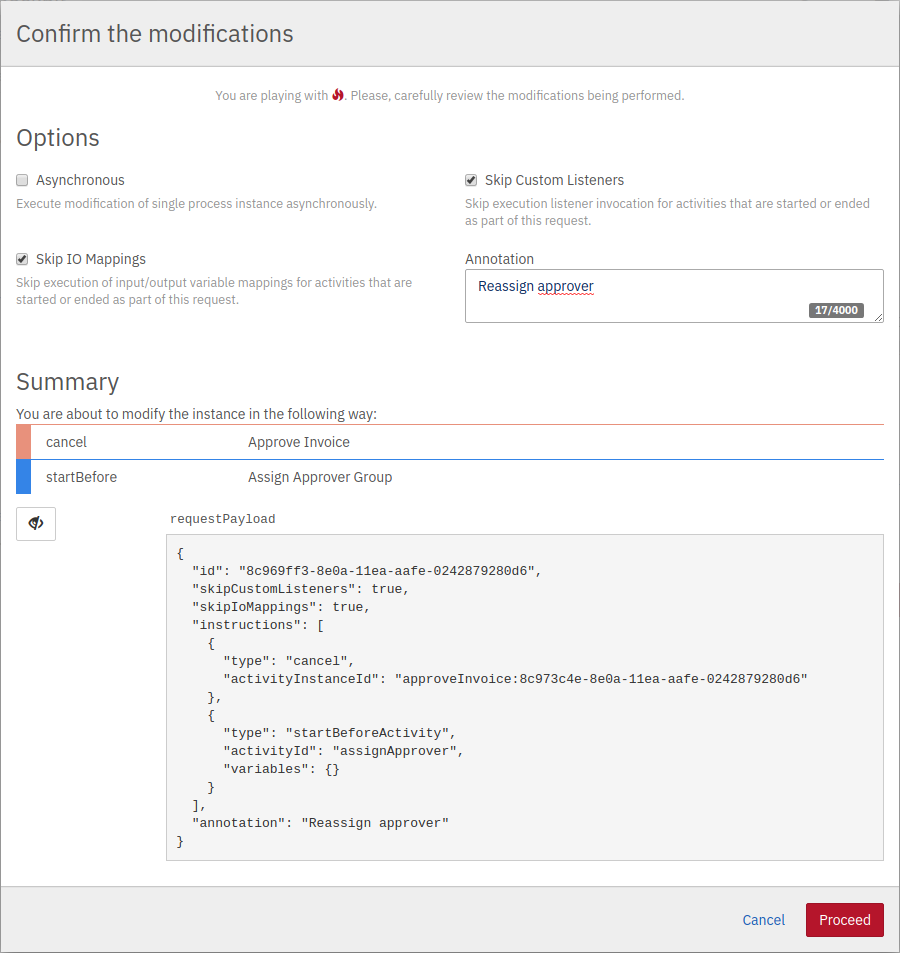 Confirm the modifications
You are playing with . Please, carefully review the modifications being performed.
Options
Asynchronous
Execute modification of single process instance asynchronously.
Skip Custom Listeners
Skip execution listener invocation for activities that are started or ended
as part of this request.
Skip IO Mappings
Skip execution of input/output variable mappings for activities that are
started or ended as part of this request.
Annotation
Reassign approver
17/4000
Summary
You are about to modify the instance in the following way:
cancel Approve Invoice
startBefore Assign Approver Group
requestPayload
{
  "id": "8c969ff3-8e0a-11ea-aafe-0242879280d6",
  "skipCustomListeners": true,
  "skipIoMappings": true,
  "instructions": [
    {
      "type": "cancel",
      "activityInstanceId": "approveInvoice:8c973c4e-8e0a-11ea-aafe-0242879280d6"
    },
    {
      "type": "startBeforeActivity",
      "activityId": "assignApprover",
      "variables": {}
    }
  ],
  "annotation": "Reassign approver"
}
Cancel Proceed